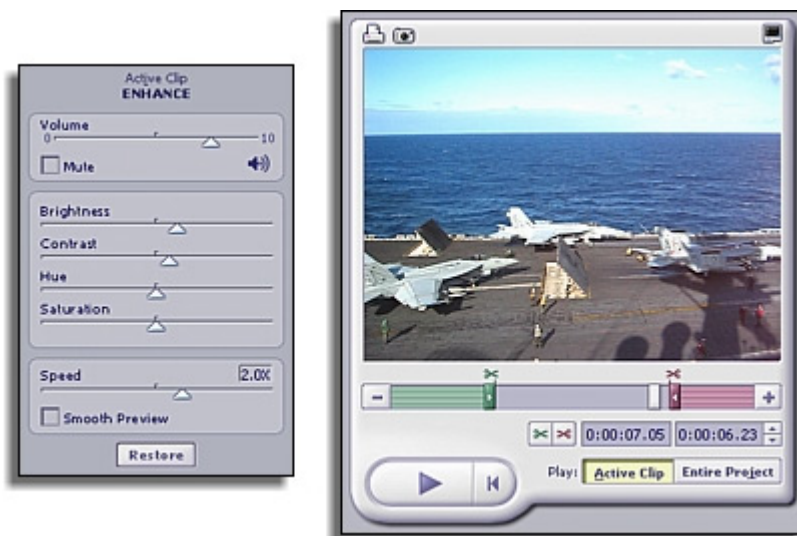 Active Clip
ENHANCE
Volume
0 10
Mute
Brightness
Contrast
Hue
Saturation
Speed 2.0X
Smooth Preview
Restore
0:00:07.05 0:00:06.23
Play: Active Clip Entire Project